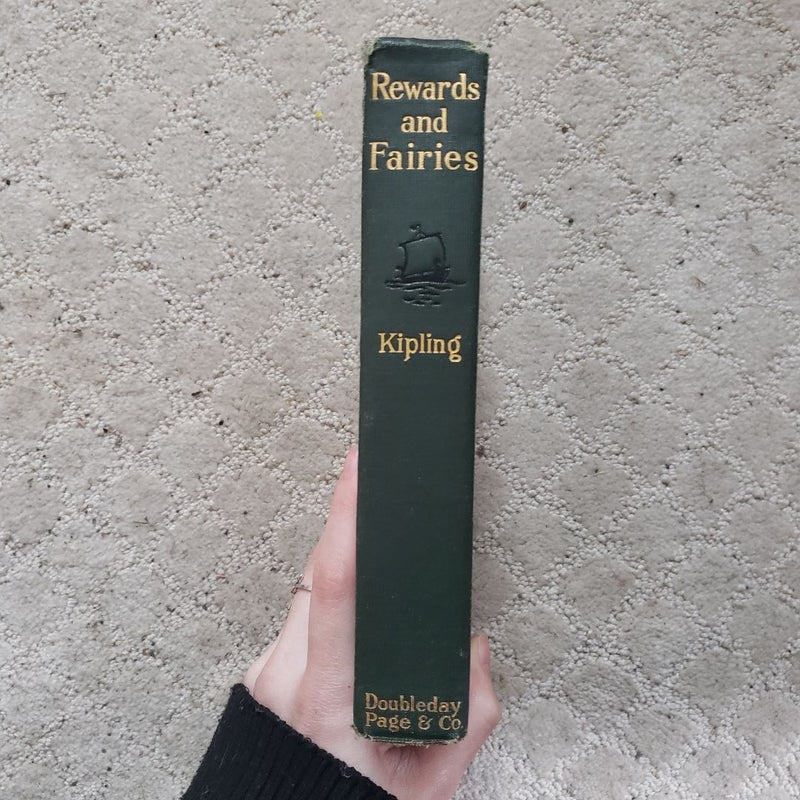 Rewards
and
Fairies
Kipling
Doubleday
Page & Co